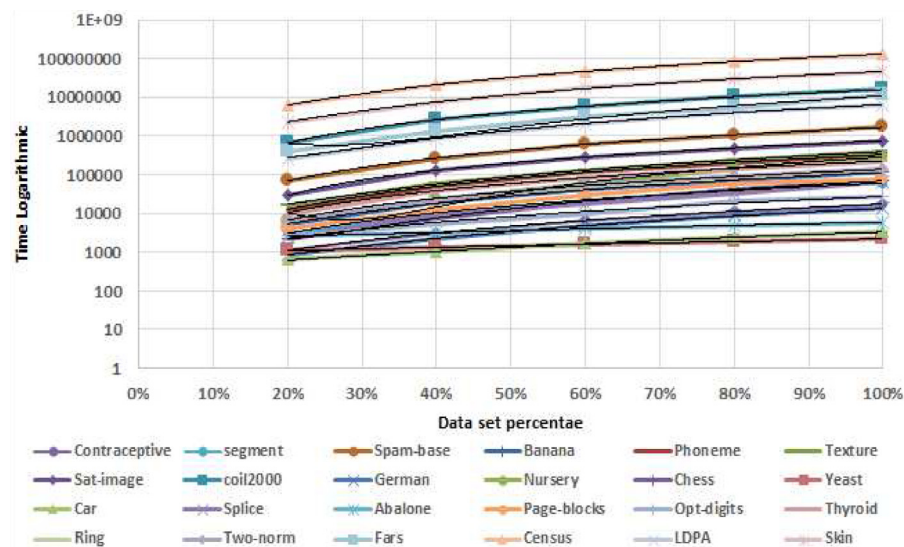 1E+09
100000000
10000000
1000000
100000
10000
1000
100
10
1
Time Logarithmic
0% 10% 20% 30% 40% 50% 60% 70% 80% 90% 100%
Data set percentae
Contraceptive segment Spam-base Banana Phoneme Texture
Sat-image coil2000 German Nursery Chess Yeast
Car Splice Abalone Page-blocks Opt-digits Thyroid
Ring Two-norm Fars Census LDPA Skin